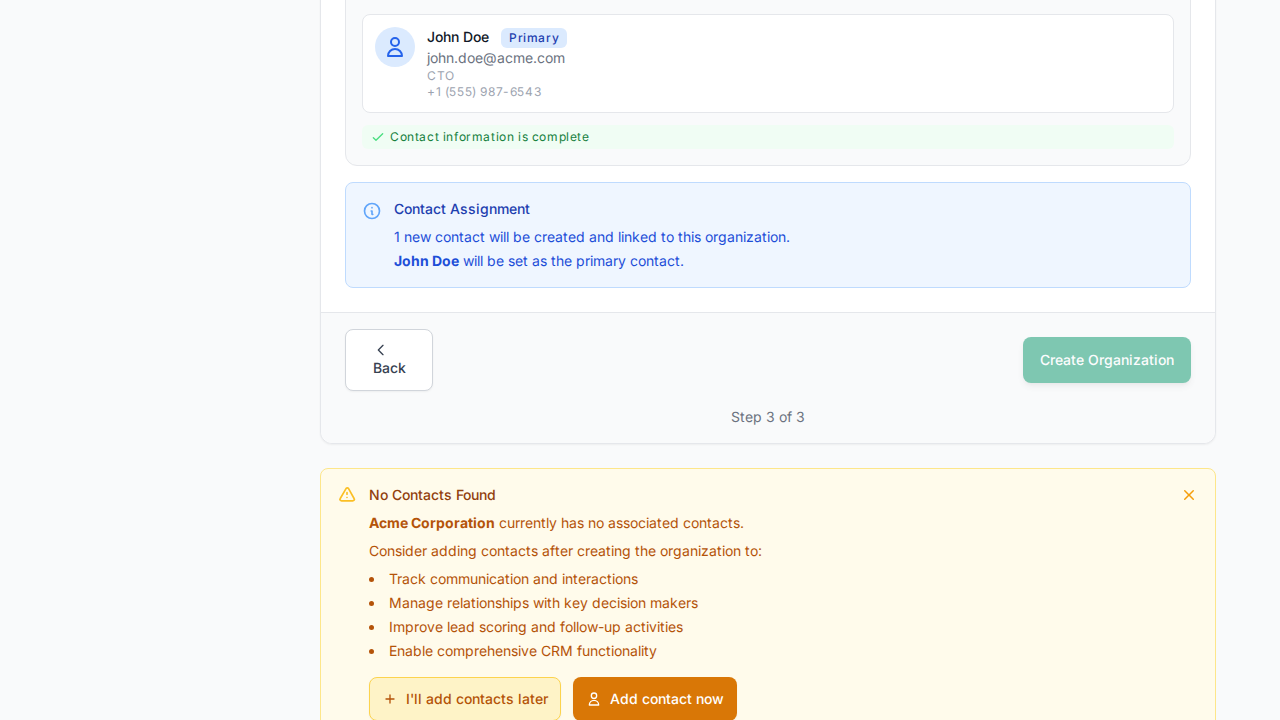 John Doe Primary
john.doe@acme.com
CTO
+1 (555) 987-6543
Contact information is complete
Contact Assignment
1 new contact will be created and linked to this organization.
John Doe will be set as the primary contact.
Back
Create Organization
Step 3 of 3
No Contacts Found
Acme Corporation currently has no associated contacts.
Consider adding contacts after creating the organization to:
• Track communication and interactions
• Manage relationships with key decision makers
• Improve lead scoring and follow-up activities
• Enable comprehensive CRM functionality
I'll add contacts later
Add contact now